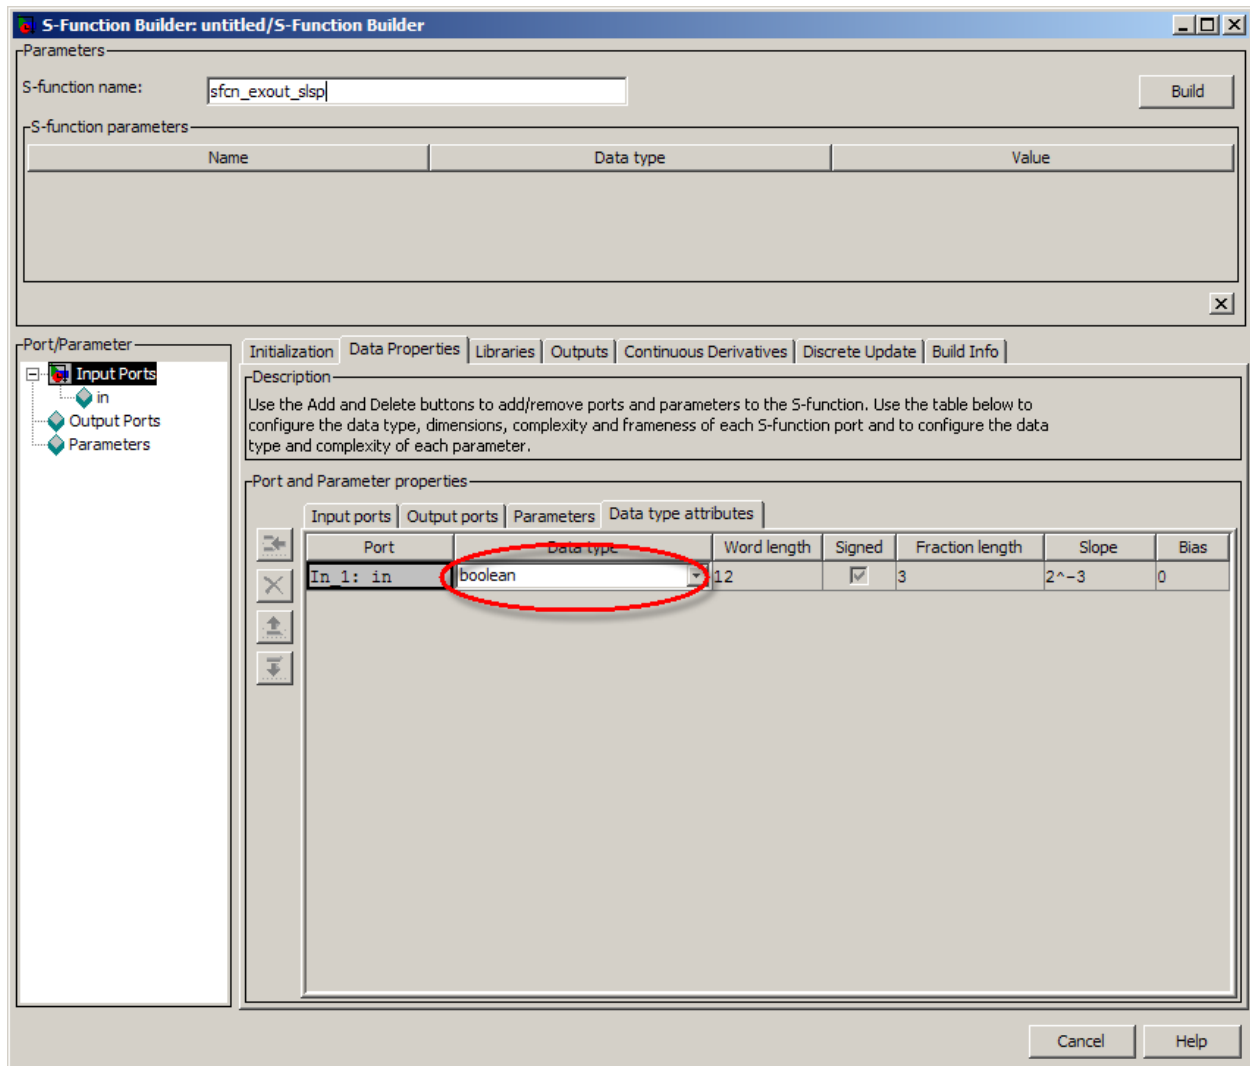 S-Function Builder: untitled/S-Function Builder
Parameters
S-function name: sfcn_exout_slsp Build
S-function parameters
Name Data type Value
Port/Parameter
Input Ports
in
Output Ports
Parameters
Initialization Data Properties Libraries Outputs Continuous Derivatives Discrete Update Build Info
Description
Use the Add and Delete buttons to add/remove ports and parameters to the S-function. Use the table below to
configure the data type, dimensions, complexity and frameness of each S-function port and to configure the data
type and complexity of each parameter.
Port and Parameter properties
Input ports Output ports Parameters Data type attributes
Port Data type Word length Signed Fraction length Slope Bias
In_1: in boolean 12 3 2^-3 0
Cancel Help